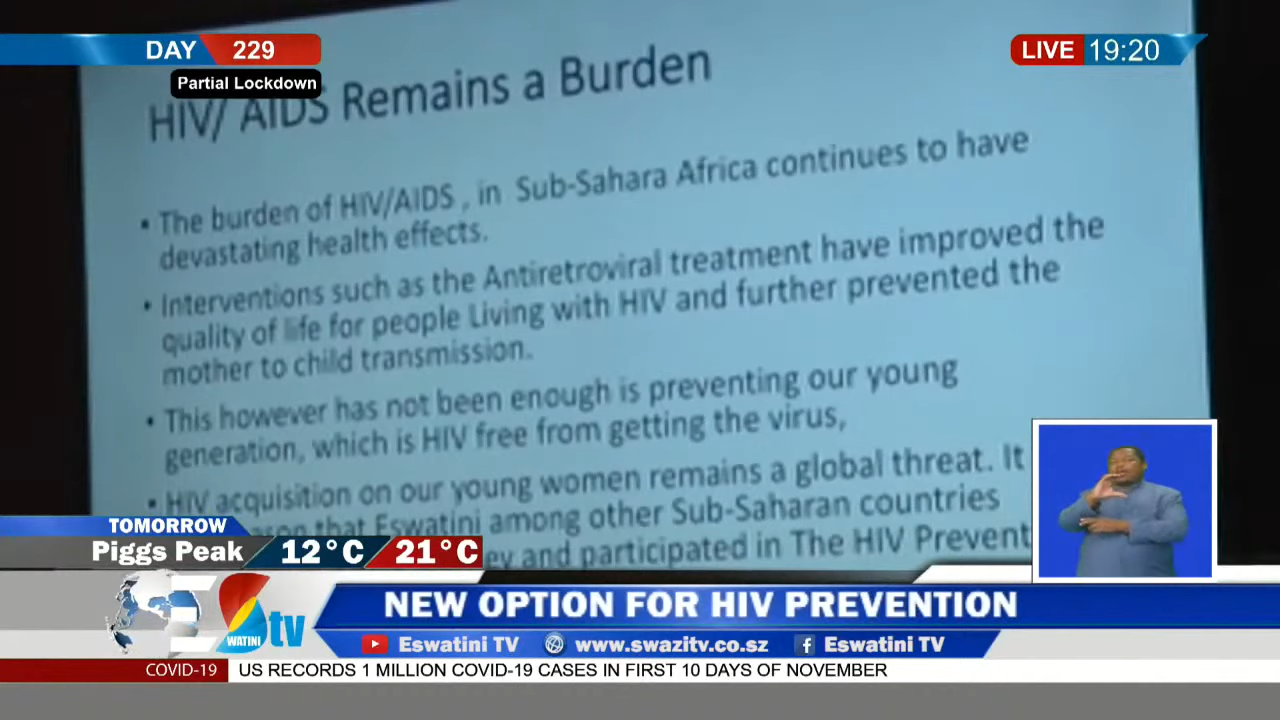 DAY 229
Partial Lockdown
LIVE 19:20
HIV/ AIDS Remains a Burden
• The burden of HIV/AIDS , in Sub-Sahara Africa continues to have
devastating health effects.
• Interventions such as the Antiretroviral treatment have improved the
quality of life for people Living with HIV and further prevented the
mother to child transmission.
• This however has not been enough is preventing our young
generation, which is HIV free from getting the virus,
• HIV acquisition on our young women remains a global threat. It
that Eswatini among other Sub-Saharan countries
and participated in The HIV Prevent
TOMORROW
Piggs Peak 12°C 21°C
E WATINI tv
NEW OPTION FOR HIV PREVENTION
Eswatini TV www.swazitv.co.sz Eswatini TV
COVID-19 US RECORDS 1 MILLION COVID-19 CASES IN FIRST 10 DAYS OF NOVEMBER